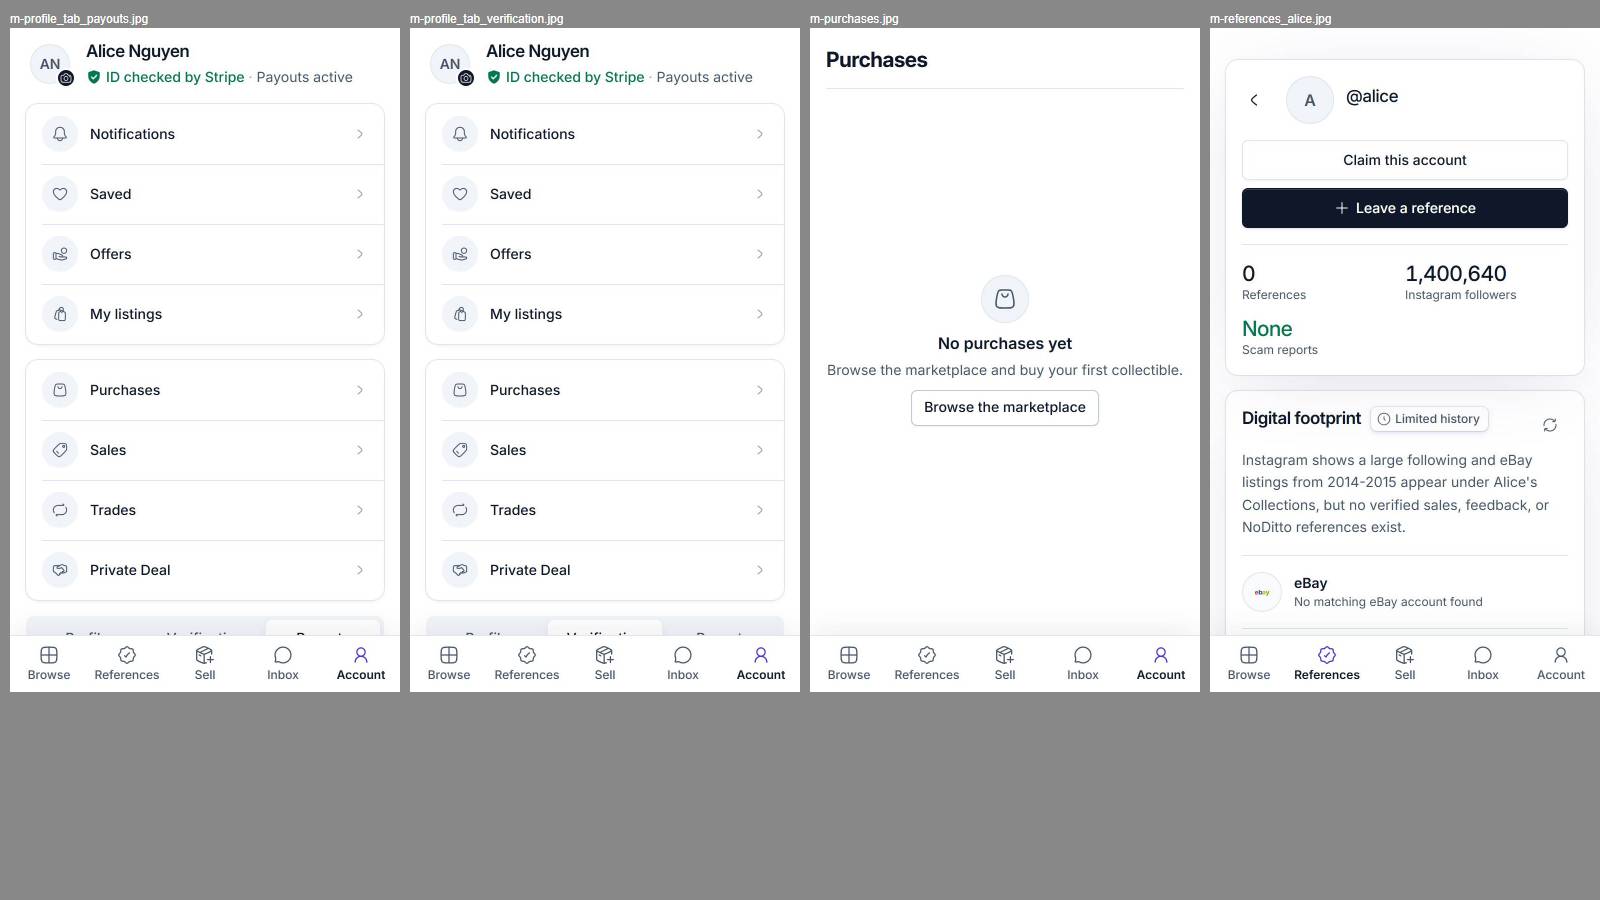 m-profile_tab_payouts.jpg
AN
Alice Nguyen
ID checked by Stripe · Payouts active
Notifications
Saved
Offers
My listings
Purchases
Sales
Trades
Private Deal
Browse
References
Sell
Inbox
Account
m-profile_tab_verification.jpg
AN
Alice Nguyen
ID checked by Stripe · Payouts active
Notifications
Saved
Offers
My listings
Purchases
Sales
Trades
Private Deal
Browse
References
Sell
Inbox
Account
m-purchases.jpg
Purchases
No purchases yet
Browse the marketplace and buy your first collectible.
Browse the marketplace
Browse
References
Sell
Inbox
Account
m-references_alice.jpg
A
@alice
Claim this account
Leave a reference
0
References
1,400,640
Instagram followers
None
Scam reports
Digital footprint
Limited history
Instagram shows a large following and eBay
listings from 2014-2015 appear under Alice's
Collections, but no verified sales, feedback, or
NoDitto references exist.
ebay
eBay
No matching eBay account found
Browse
References
Sell
Inbox
Account